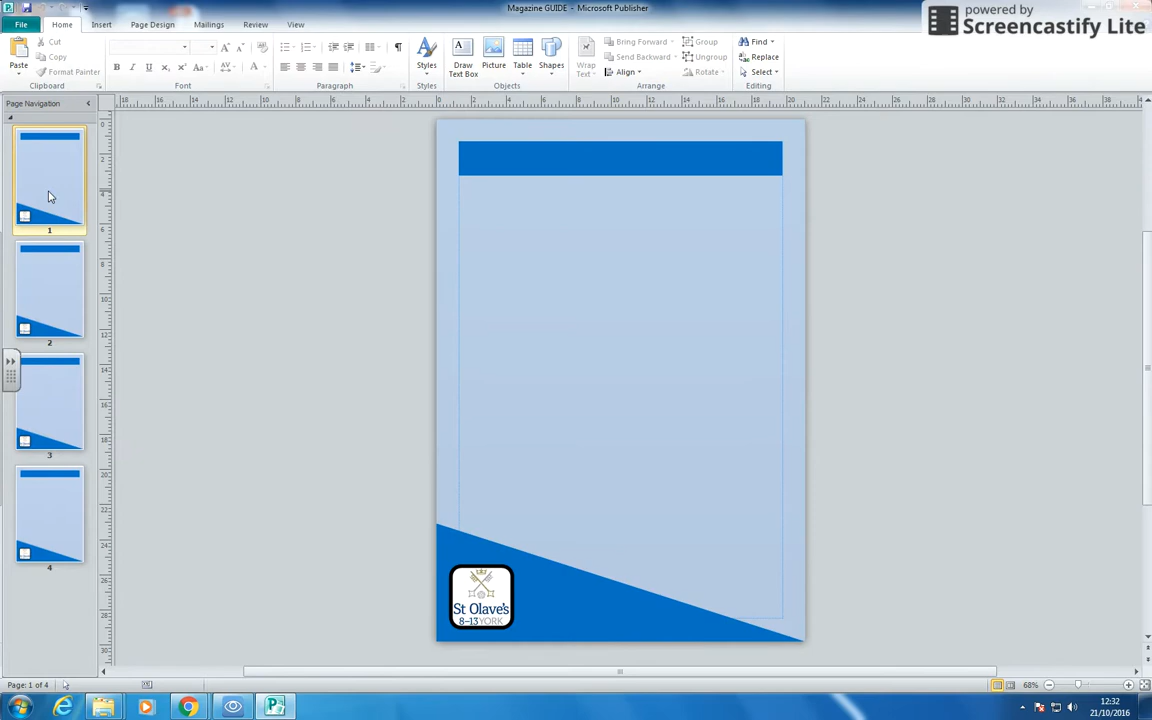 Magazine GUIDE - Microsoft Publisher
powered by
Screencastify Lite
File Home Insert Page Design Mailings Review View
Cut
Copy
Format Painter
Paste
Clipboard
Font
Paragraph
Styles
Styles
Draw
Text Box
Picture
Table
Shapes
Objects
Wrap
Text
Bring Forward
Send Backward
Align
Group
Ungroup
Rotate
Arrange
Find
Replace
Select
Editing
Page Navigation
1
2
3
4
St Olave's
8-13 YORK
Page: 1 of 4
68%
12:32
21/10/2016